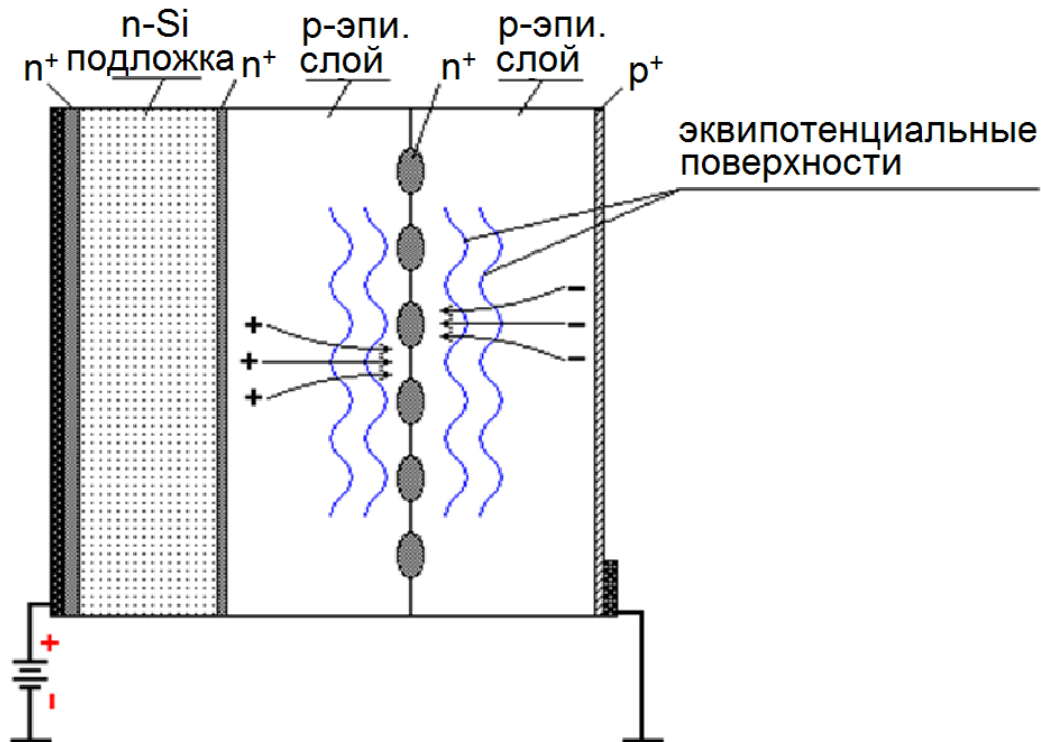 n-Si
подложка
n+
n+
p-эпи.
слой
n+
p-эпи.
слой
p+
эквипотенциальные
поверхности
+
+
+
-
-
-
+
-